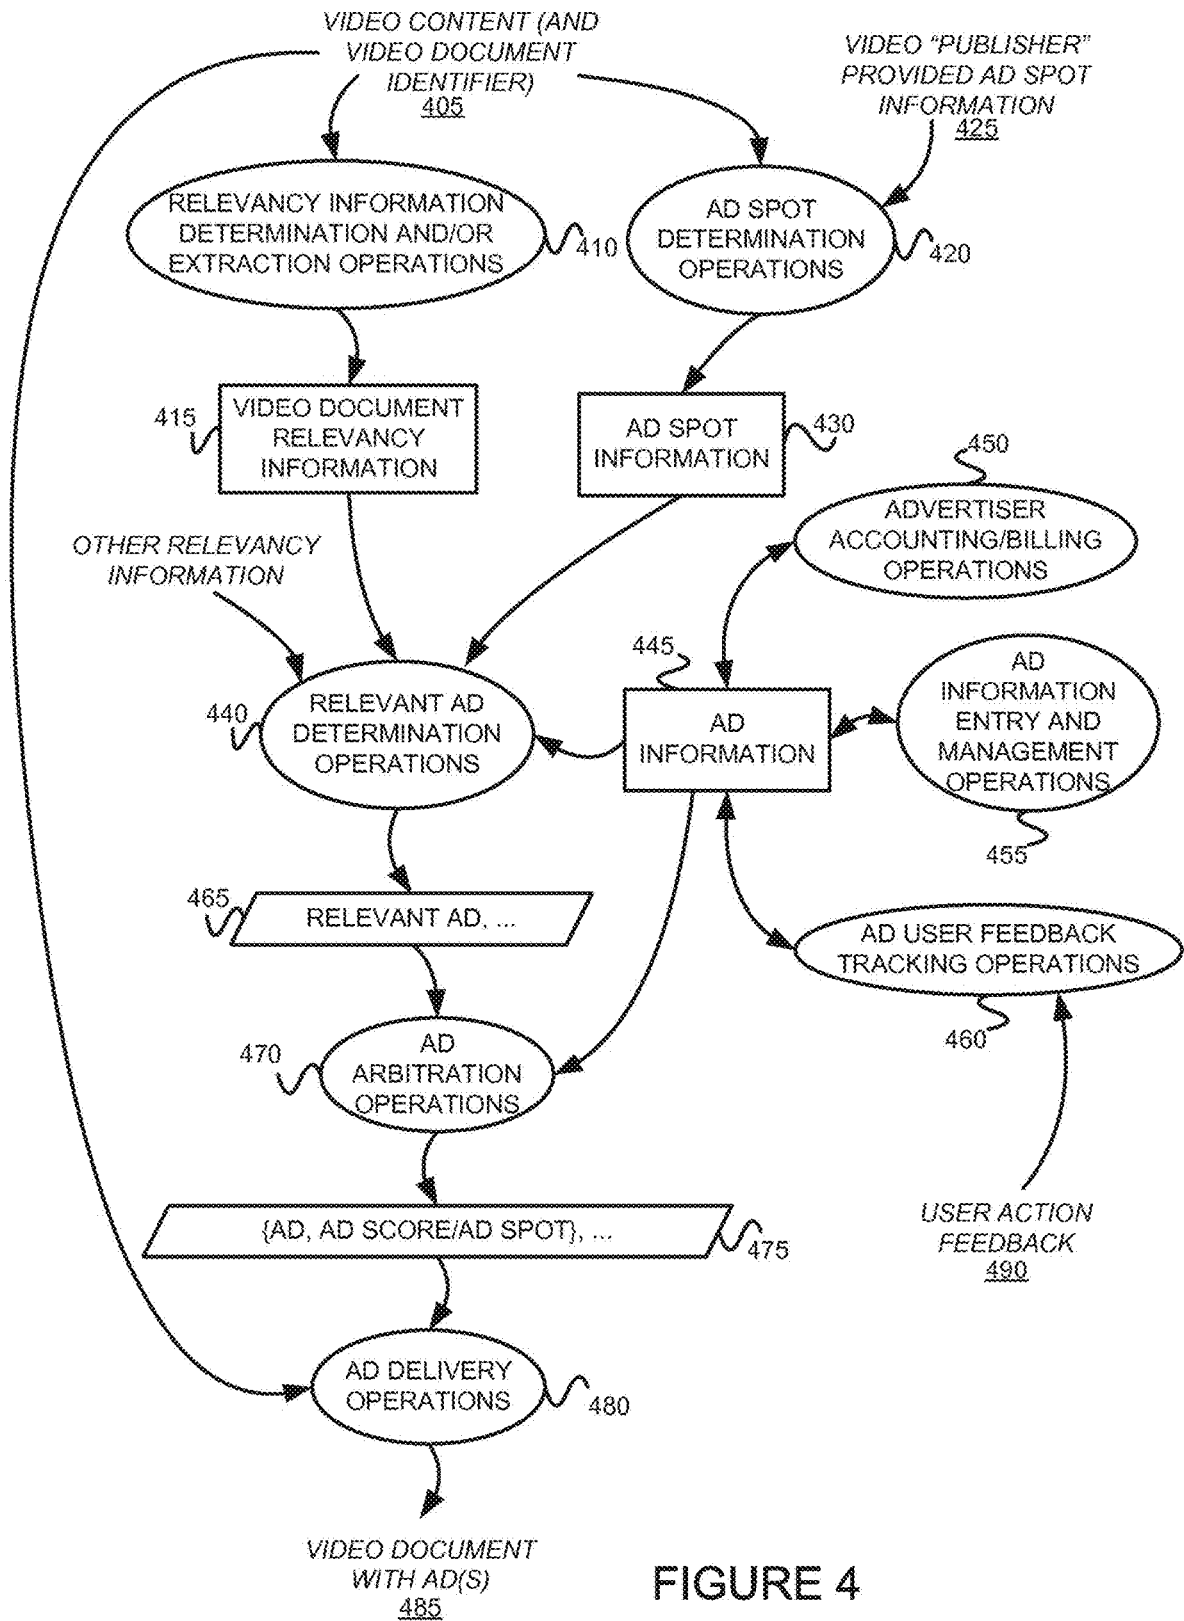 VIDEO CONTENT (AND
VIDEO DOCUMENT
IDENTIFIER)
405
VIDEO “PUBLISHER”
PROVIDED AD SPOT
INFORMATION
425
RELEVANCY INFORMATION
DETERMINATION AND/OR
EXTRACTION OPERATIONS
410
AD SPOT
DETERMINATION
OPERATIONS
420
415
VIDEO DOCUMENT
RELEVANCY
INFORMATION
AD SPOT
INFORMATION
430
450
ADVERTISER
ACCOUNTING/BILLING
OPERATIONS
OTHER RELEVANCY
INFORMATION
440
RELEVANT AD
DETERMINATION
OPERATIONS
445
AD
INFORMATION
AD
INFORMATION
ENTRY AND
MANAGEMENT
OPERATIONS
455
465
RELEVANT AD, ...
AD USER FEEDBACK
TRACKING OPERATIONS
460
470
AD
ARBITRATION
OPERATIONS
{AD, AD SCORE/AD SPOT}, ...
475
USER ACTION
FEEDBACK
490
AD DELIVERY
OPERATIONS
480
VIDEO DOCUMENT
WITH AD(S)
485
FIGURE 4